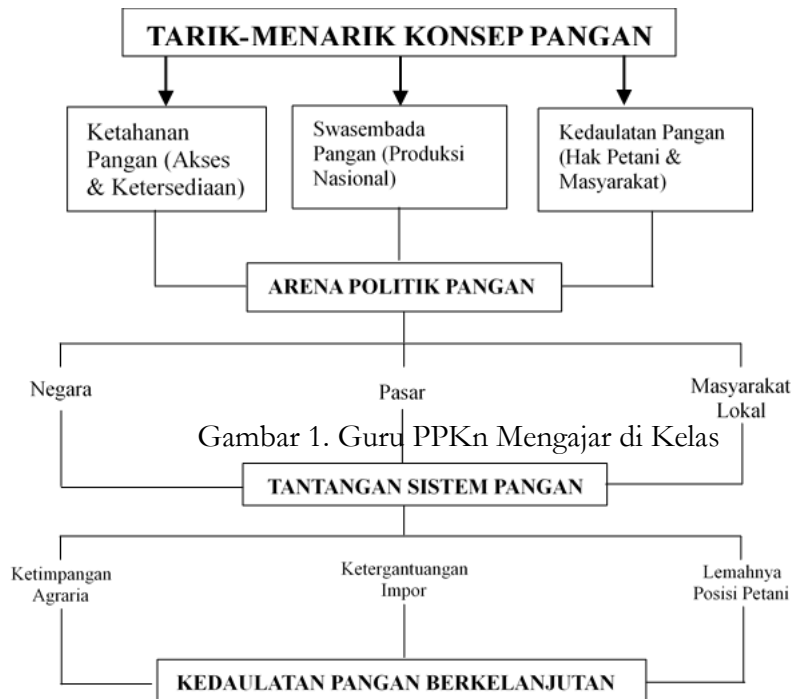 TARIK-MENARIK KONSEP PANGAN
Ketahanan
Pangan (Akses
& Ketersediaan)
Swasembada
Pangan (Produksi
Nasional)
Kedaulatan Pangan
(Hak Petani &
Masyarakat)
ARENA POLITIK PANGAN
Negara
Pasar
Masyarakat
Lokal
Gambar 1. Guru PPKn Mengajar di Kelas
TANTANGAN SISTEM PANGAN
Ketimpangan
Agraria
Ketergantuangan
Impor
Lemahnya
Posisi Petani
KEDAULATAN PANGAN BERKELANJUTAN